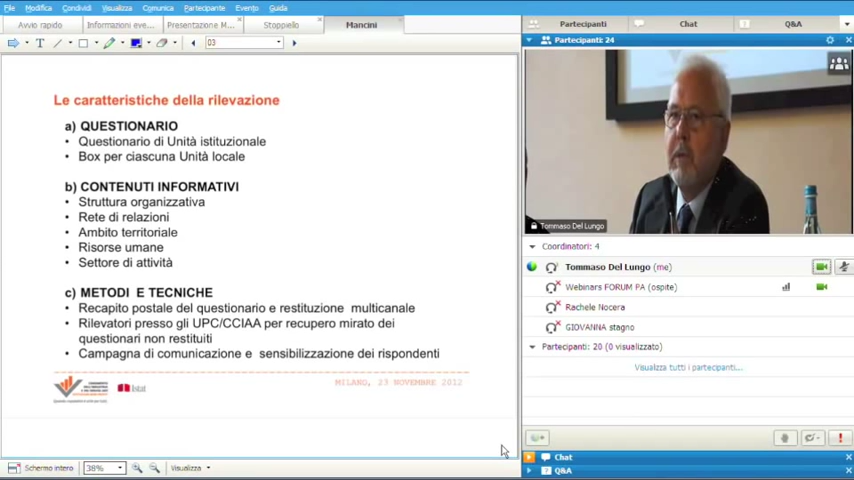 File Modifica Condividi Visualizza Comunica Partecipante Evento Guida
Avvio rapido Informazioni eve... Presentazione M... Stoppiello Mancini
Partecipanti Chat Q&A
T 03
Partecipanti: 24
Le caratteristiche della rilevazione
a) QUESTIONARIO
• Questionario di Unità istituzionale
• Box per ciascuna Unità locale
b) CONTENUTI INFORMATIVI
• Struttura organizzativa
• Rete di relazioni
• Ambito territoriale
• Risorse umane
• Settore di attività
c) METODI E TECNICHE
• Recapito postale del questionario e restituzione multicanale
• Rilevatori presso gli UPC/CCIAA per recupero mirato dei
questionari non restituiti
• Campagna di comunicazione e sensibilizzazione dei rispondenti
MILANO, 23 NOVEMBRE 2012
Istat
Schermo intero 38% Visualizza
Tommaso Del Lungo
Coordinatori: 4
Tommaso Del Lungo (me)
Webinars FORUM PA (ospite)
Rachele Nocera
GIOVANNA stagno
Partecipanti: 20 (0 visualizzato)
Visualizza tutti i partecipanti...
Chat
Q&A